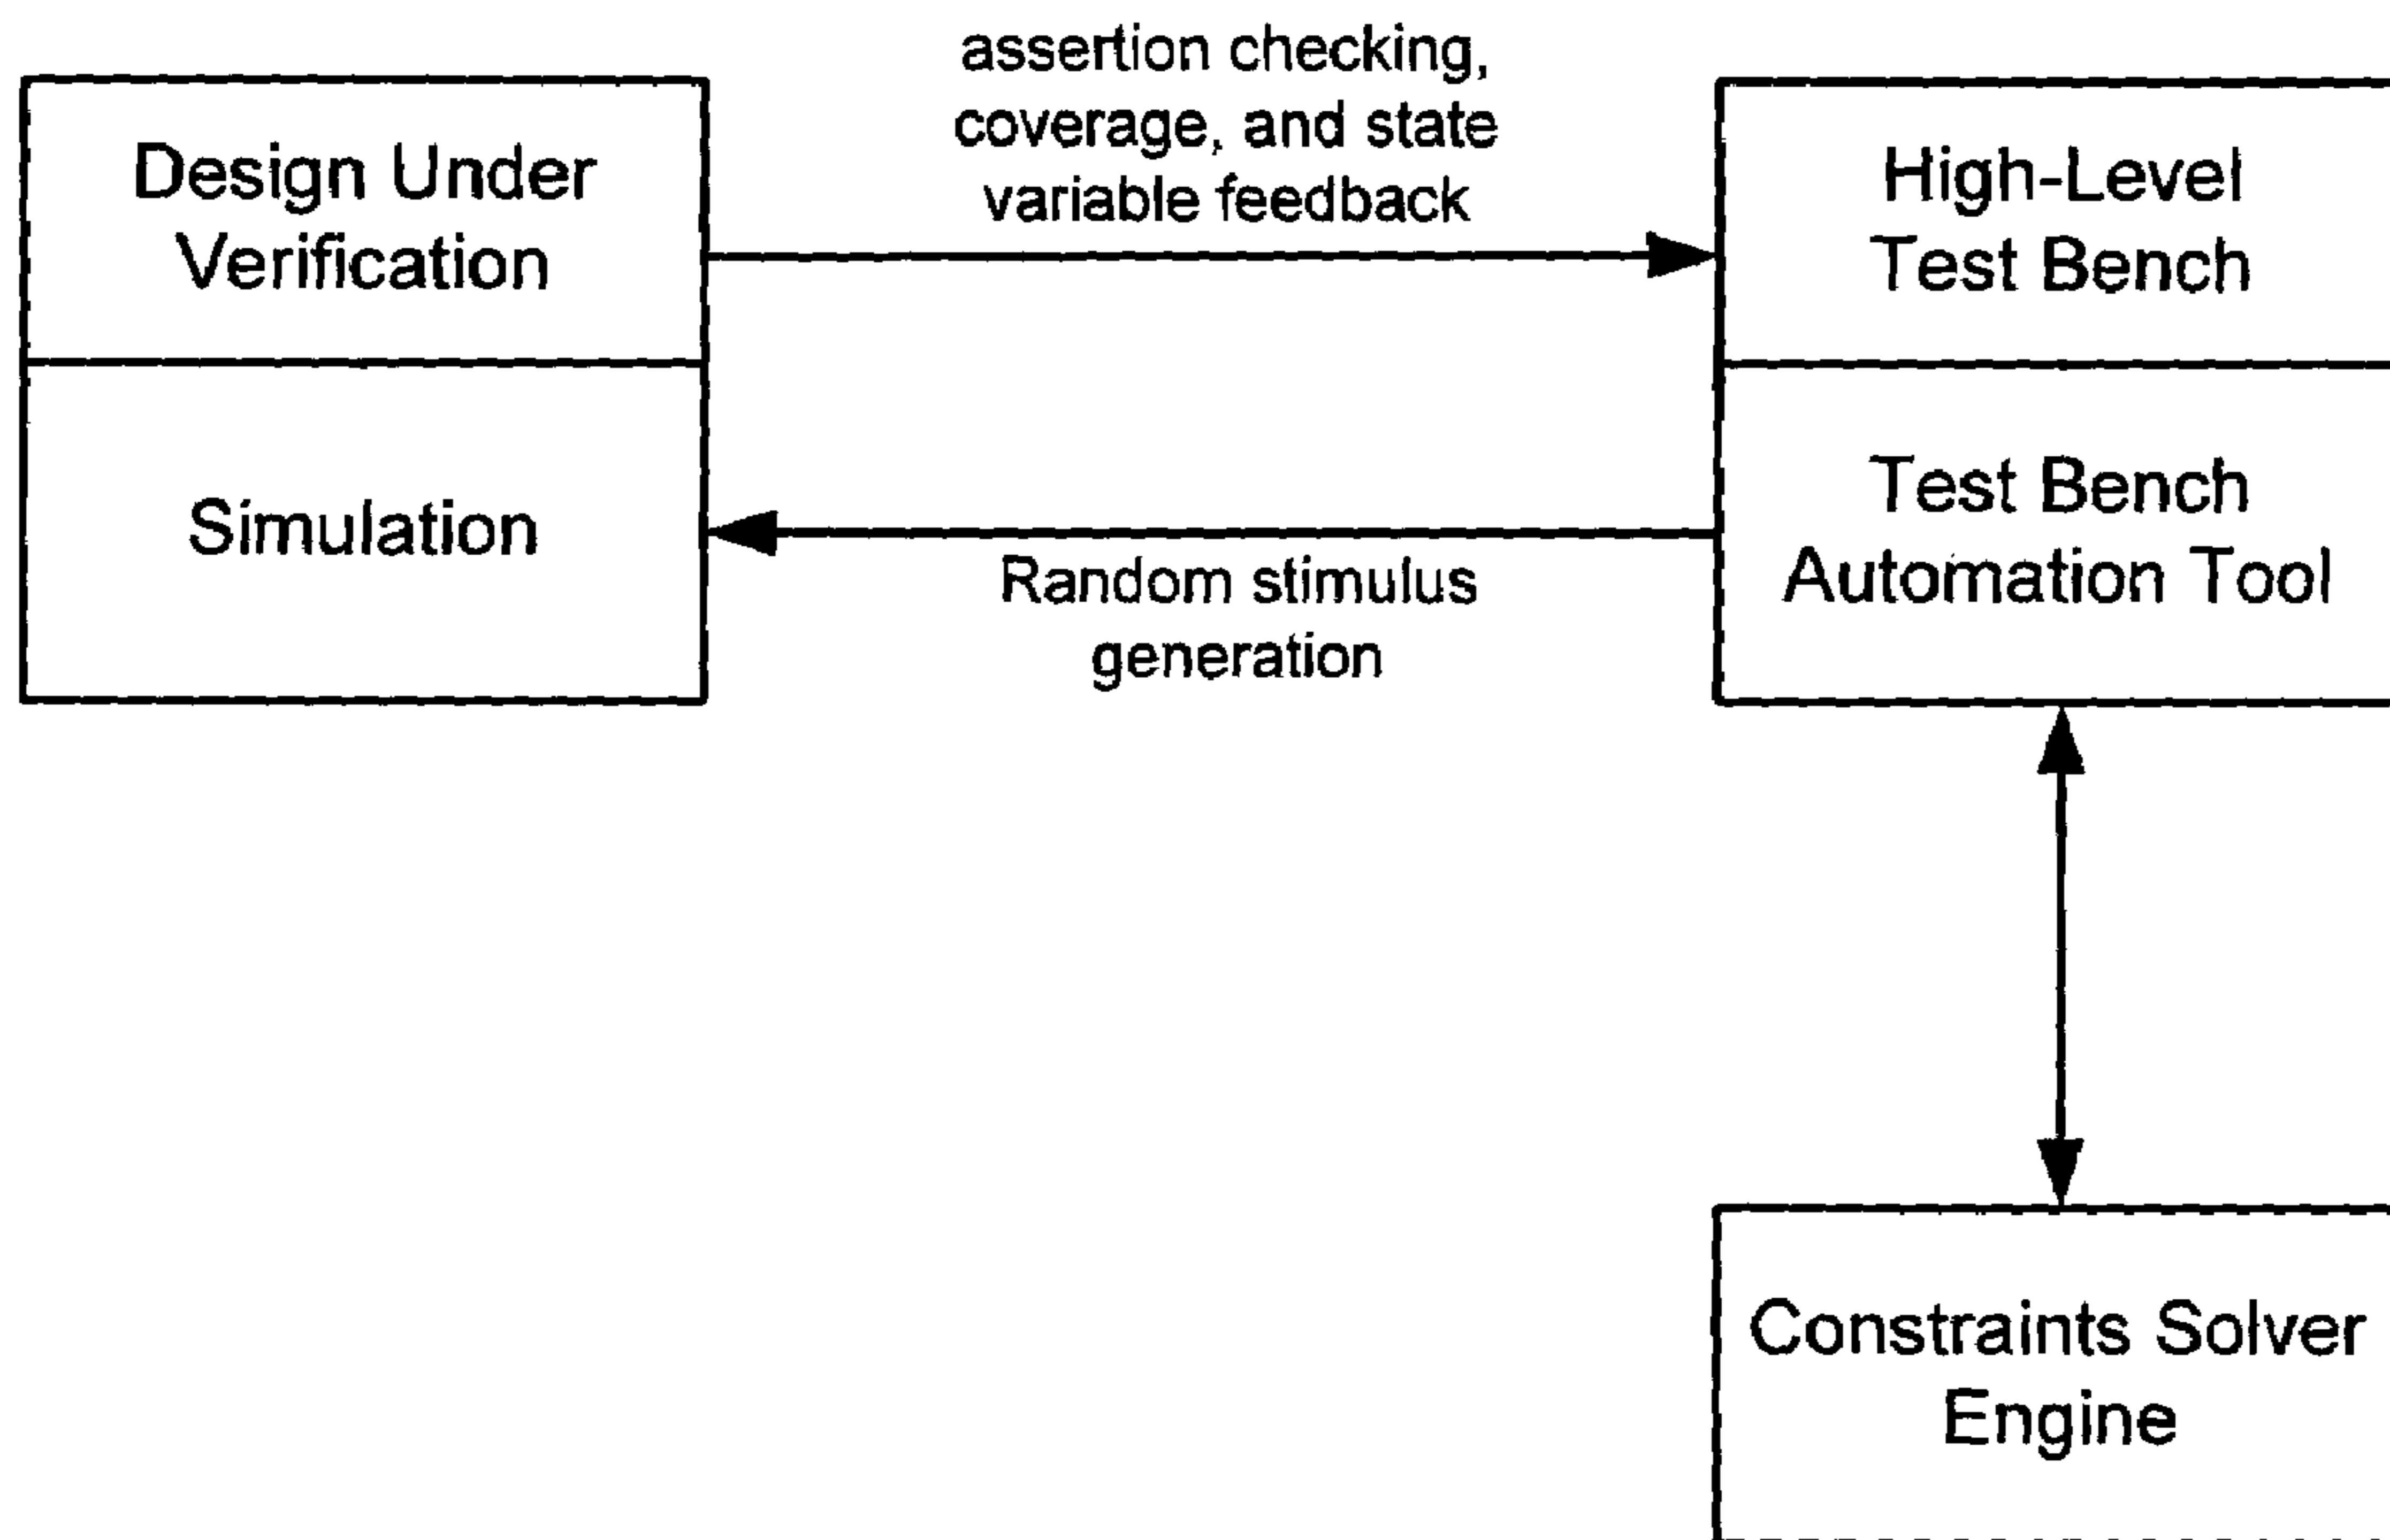 Design Under
Verification
Simulation
assertion checking,
coverage, and state
variable feedback
Random stimulus
generation
High-Level
Test Bench
Test Bench
Automation Tool
Constraints Solver
Engine